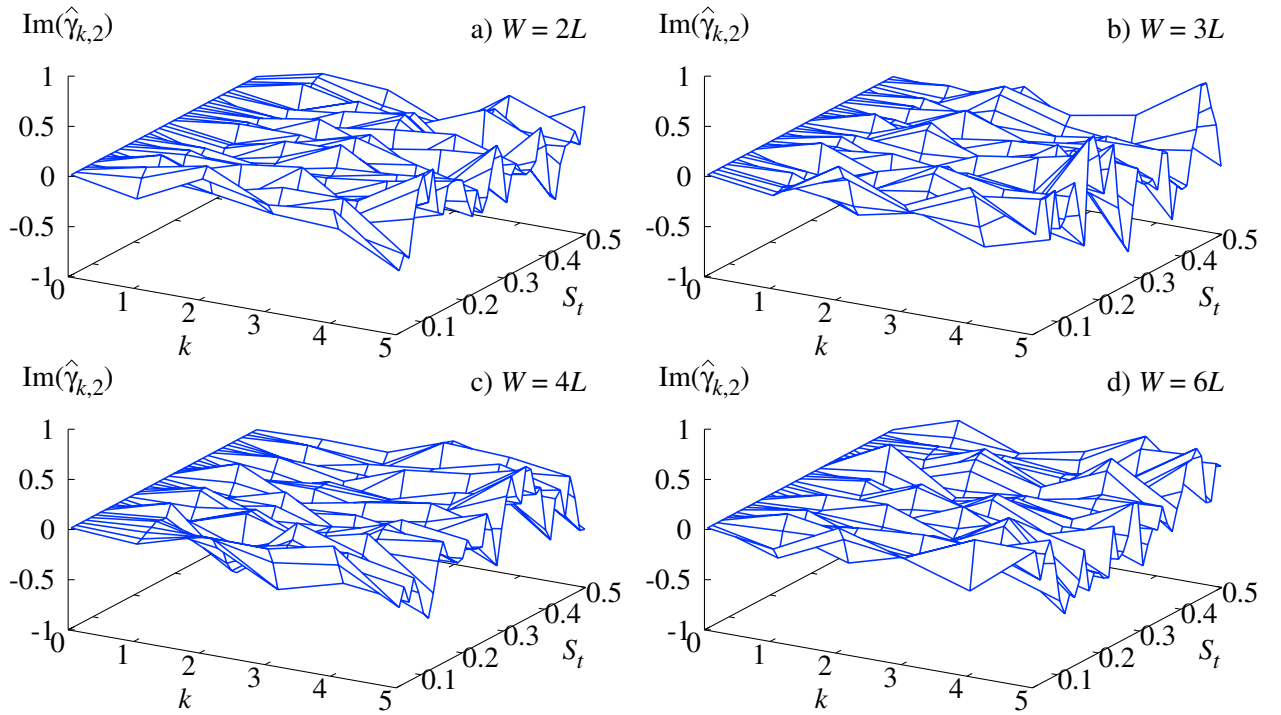 Im(γ̂k,2) a) W = 2L
1
0.5
0
-0.5
-1
0 1 2 3 4 5
k
0.1 0.2 0.3 0.4 0.5
St
Im(γ̂k,2) b) W = 3L
1
0.5
0
-0.5
-1
0 1 2 3 4 5
k
0.1 0.2 0.3 0.4 0.5
St
Im(γ̂k,2) c) W = 4L
1
0.5
0
-0.5
-1
0 1 2 3 4 5
k
0.1 0.2 0.3 0.4 0.5
St
Im(γ̂k,2) d) W = 6L
1
0.5
0
-0.5
-1
0 1 2 3 4 5
k
0.1 0.2 0.3 0.4 0.5
St